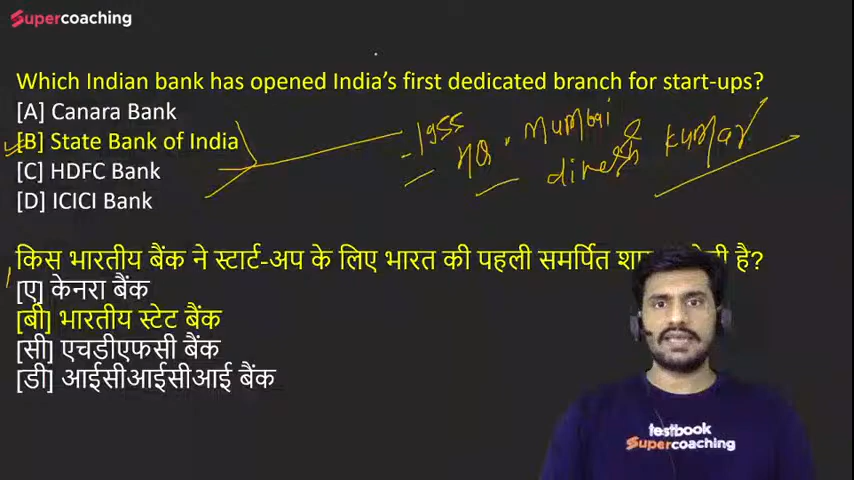 Supercoaching
Which Indian bank has opened India's first dedicated branch for start-ups?
[A] Canara Bank
[B] State Bank of India
[C] HDFC Bank
[D] ICICI Bank
1955
HQ. Mumbai
dinesh kumar
किस भारतीय बैंक ने स्टार्ट-अप के लिए भारत की पहली समर्पित है?
[ए] केनरा बैंक
[बी] भारतीय स्टेट बैंक
[सी] एचडीएफसी बैंक
[डी] आईसीआईसीआई बैंक
testbook
Supercoaching